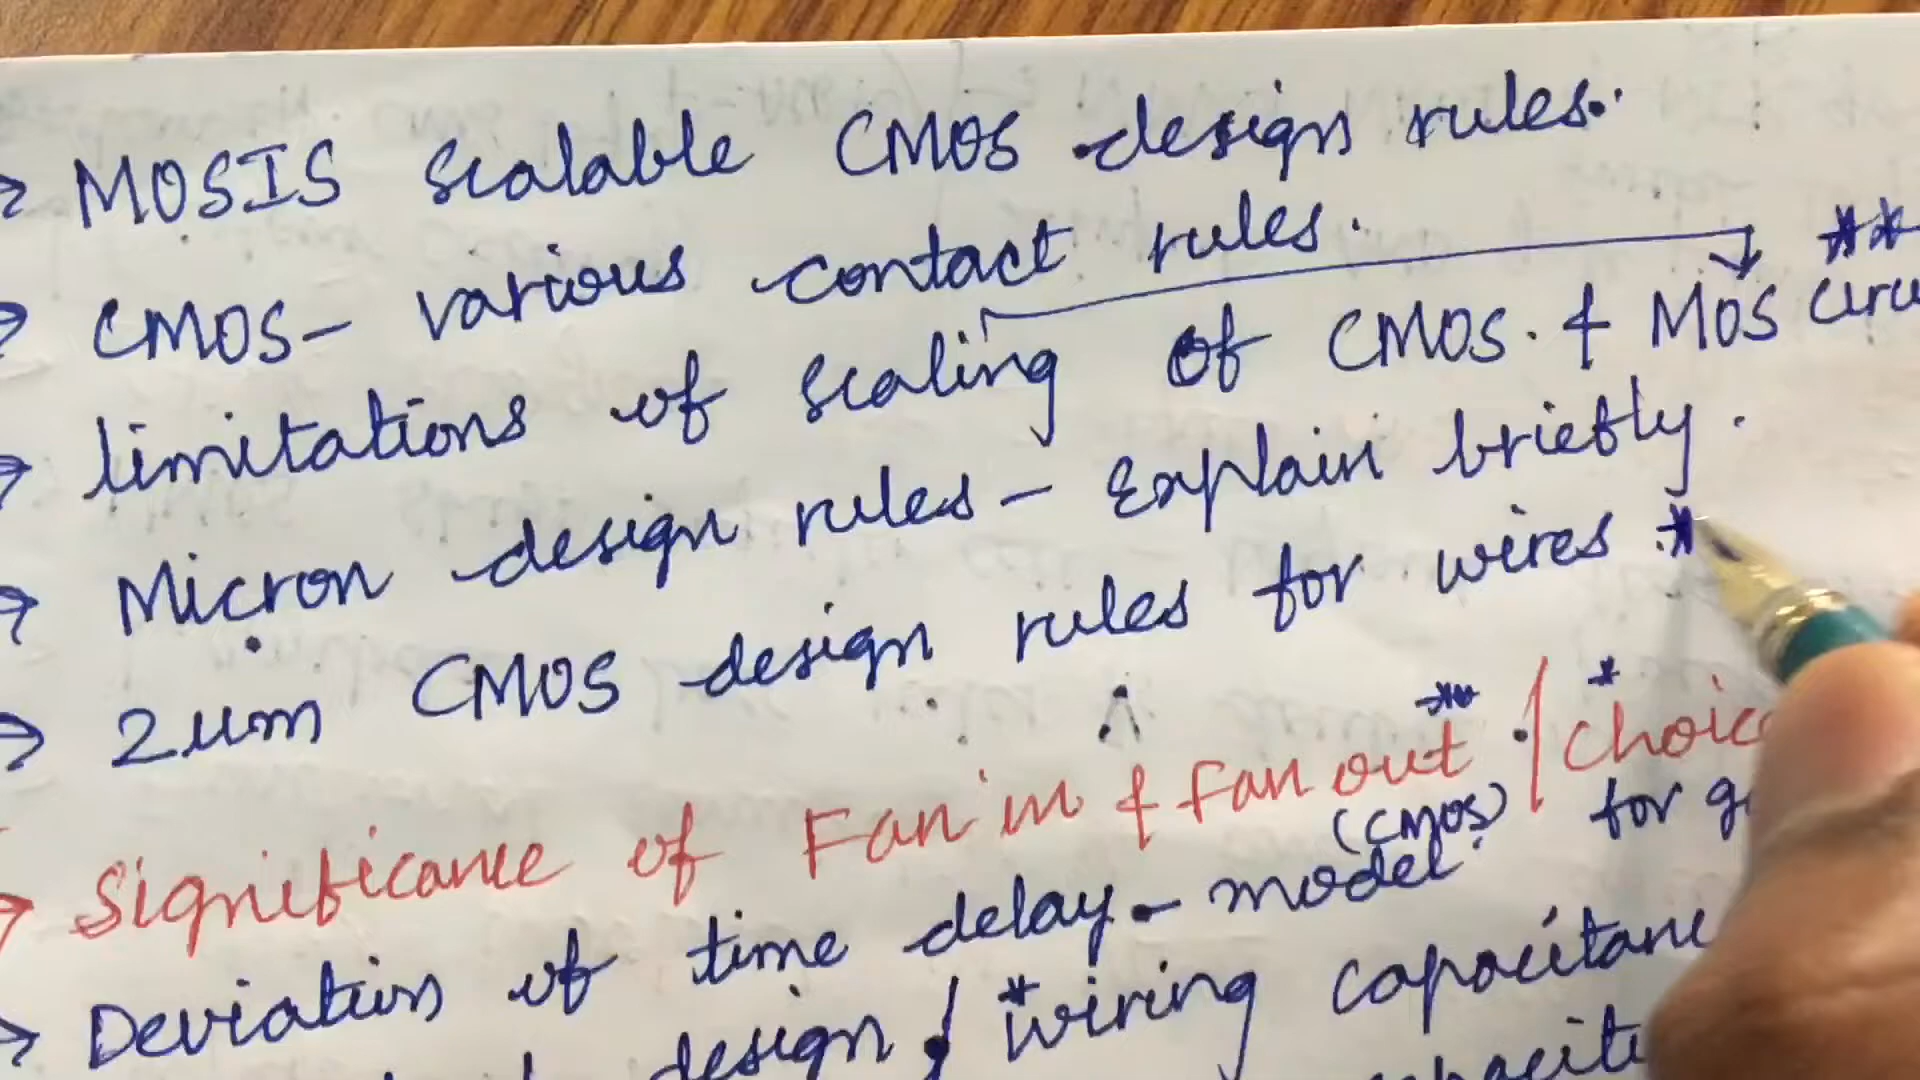 → MOSIS scalable CMOS design rules.
→ CMOS - various contact rules.
→ limitations of scaling of CMOS & MOS **
→ Micron design rules - Explain briefly.
→ 2um CMOS design rules for wires *
→ Significance of Fan in & Fan out ** / * 
→ Deviation of time delay - model (CMOS) for
design / * wiring